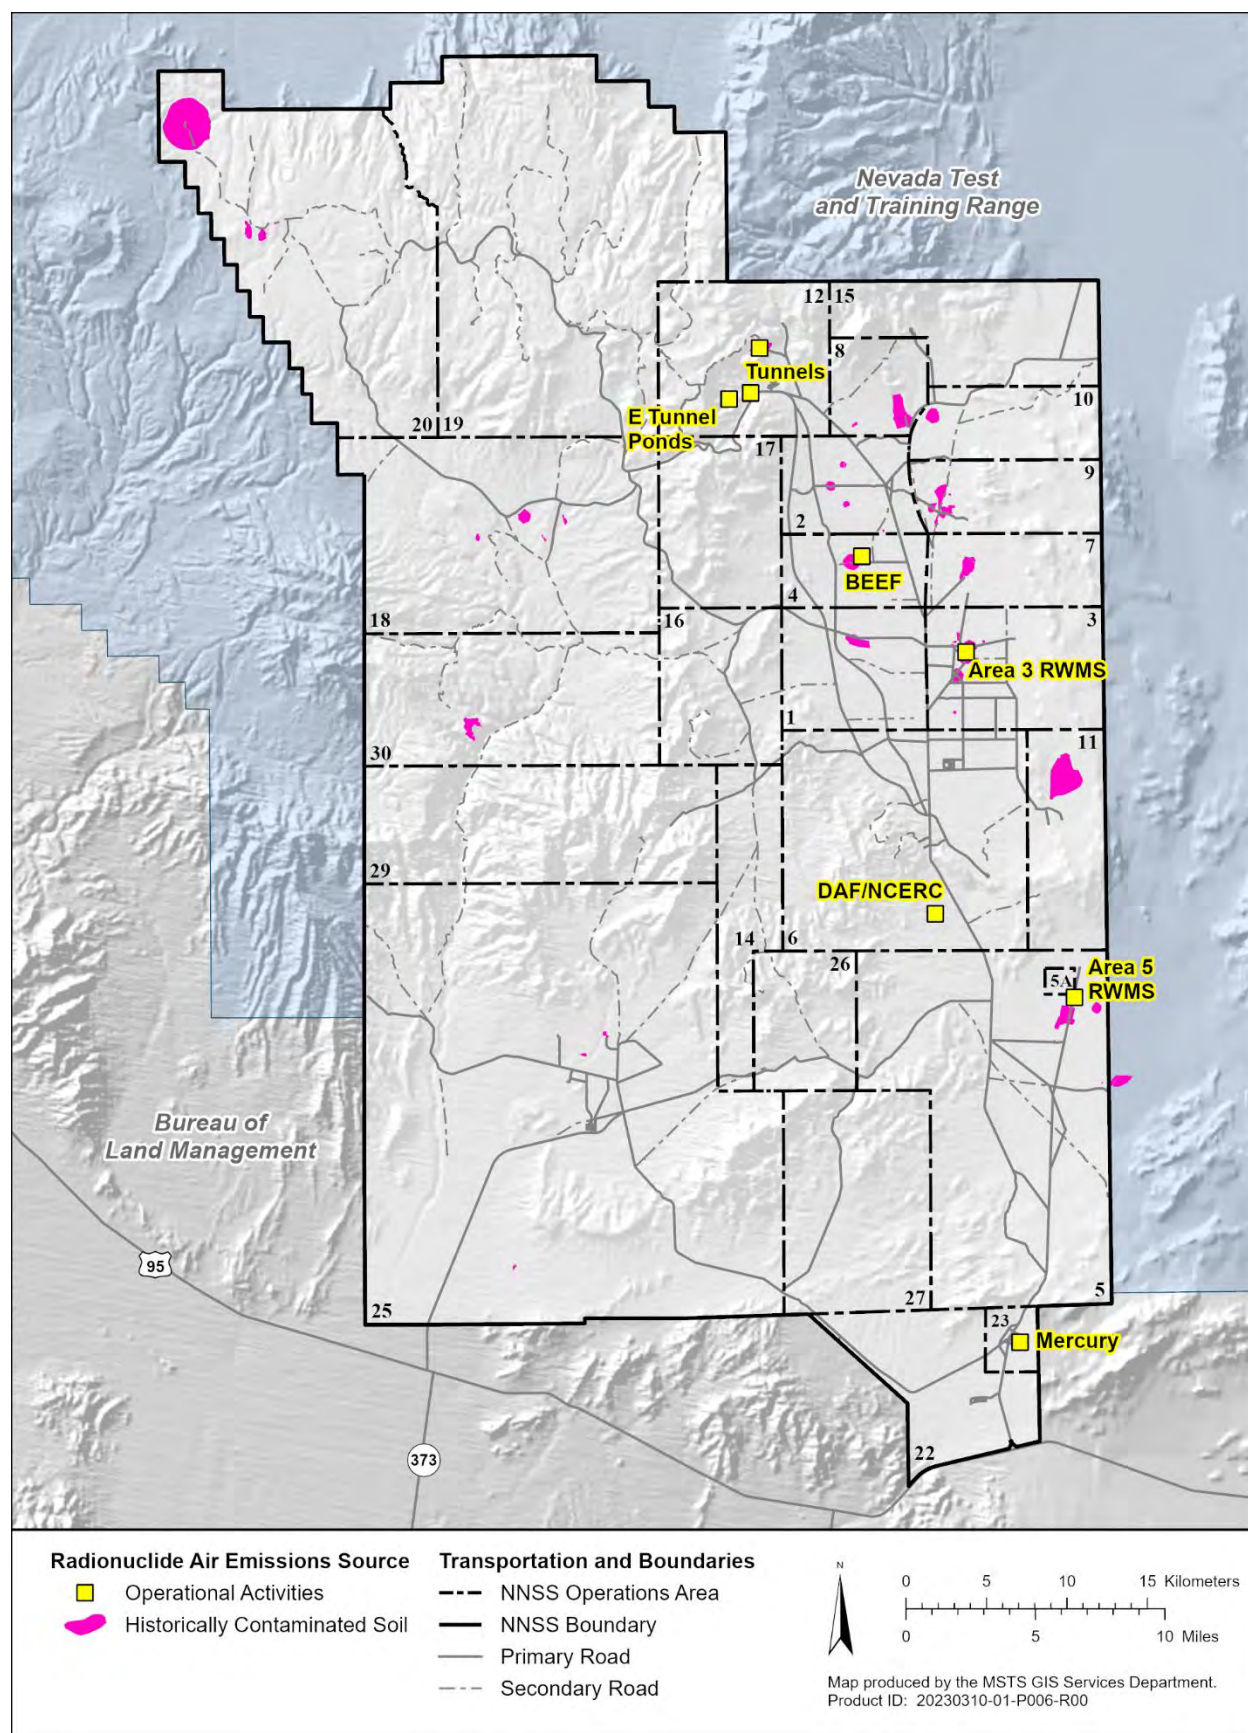 Nevada Test
and Training Range
12
15
8
Tunnels
10
E Tunnel
Ponds
20
19
17
9
2
7
BEEF
4
18
16
3
Area 3 RWMS
1
11
30
29
DAF/NCERC
14
6
26
Area 5
RWMS
5A
Bureau of
Land Management
95
25
27
5
23
Mercury
373
22
Radionuclide Air Emissions Source
Operational Activities
Historically Contaminated Soil
Transportation and Boundaries
NNSS Operations Area
NNSS Boundary
Primary Road
Secondary Road
N
0 5 10 15 Kilometers
0 5 10 Miles
Map produced by the MSTS GIS Services Department.
Product ID: 20230310-01-P006-R00